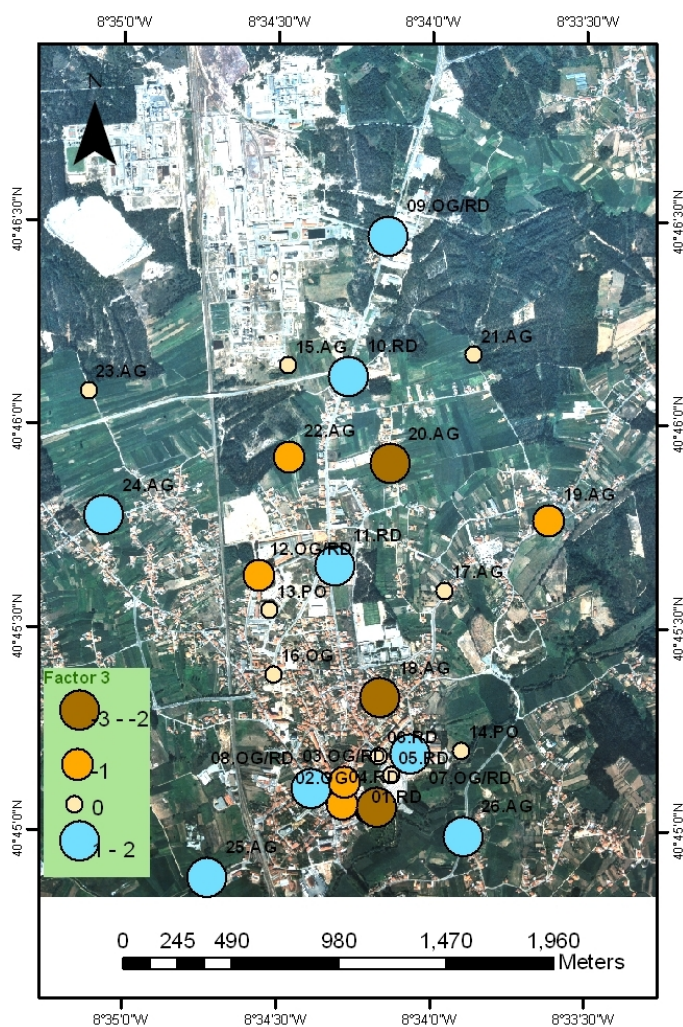 8°35'0"W 8°34'30"W 8°34'0"W 8°33'30"W
N
09.OG/RD
40°46'30"N 40°46'30"N
21.AG
15.AG 10.RD
23.AG
40°46'0"N 40°46'0"N
22.AG 20.AG
24.AG
19.AG
11.RD
12.OG/RD
17.AG
13.PO
40°45'30"N 40°45'30"N
16.OG
18.AG
Factor 3
-3 - -2
06.RD
14.PO
08.OG/RD 03.OG/RD 05.RD
-1
02.OG 04.RD 07.OG/RD
01.RD
0
26.AG
40°45'0"N 40°45'0"N
1 - 2
25.AG
0 245 490 980 1,470 1,960
Meters
8°35'0"W 8°34'30"W 8°34'0"W 8°33'30"W